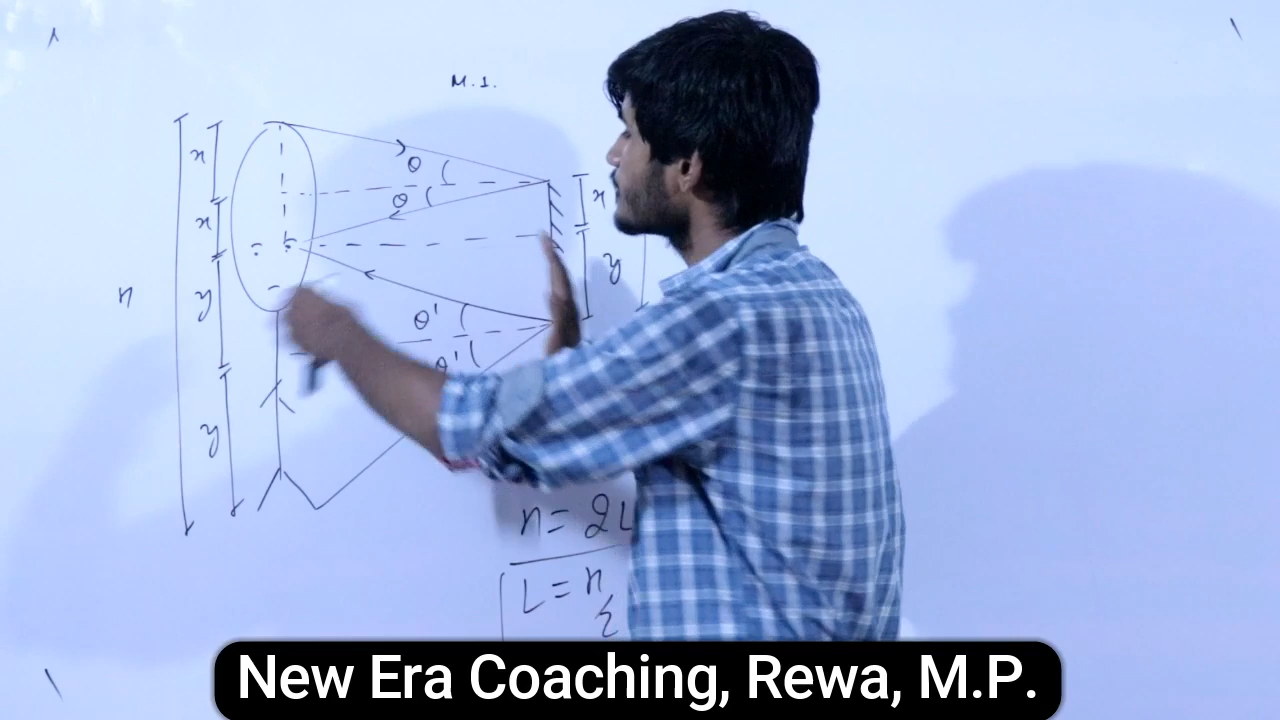 M.I.
x
θ
θ
x
x
y
H
y
θ'
θ'
y
H = 2L
L = H
2
New Era Coaching, Rewa, M.P.